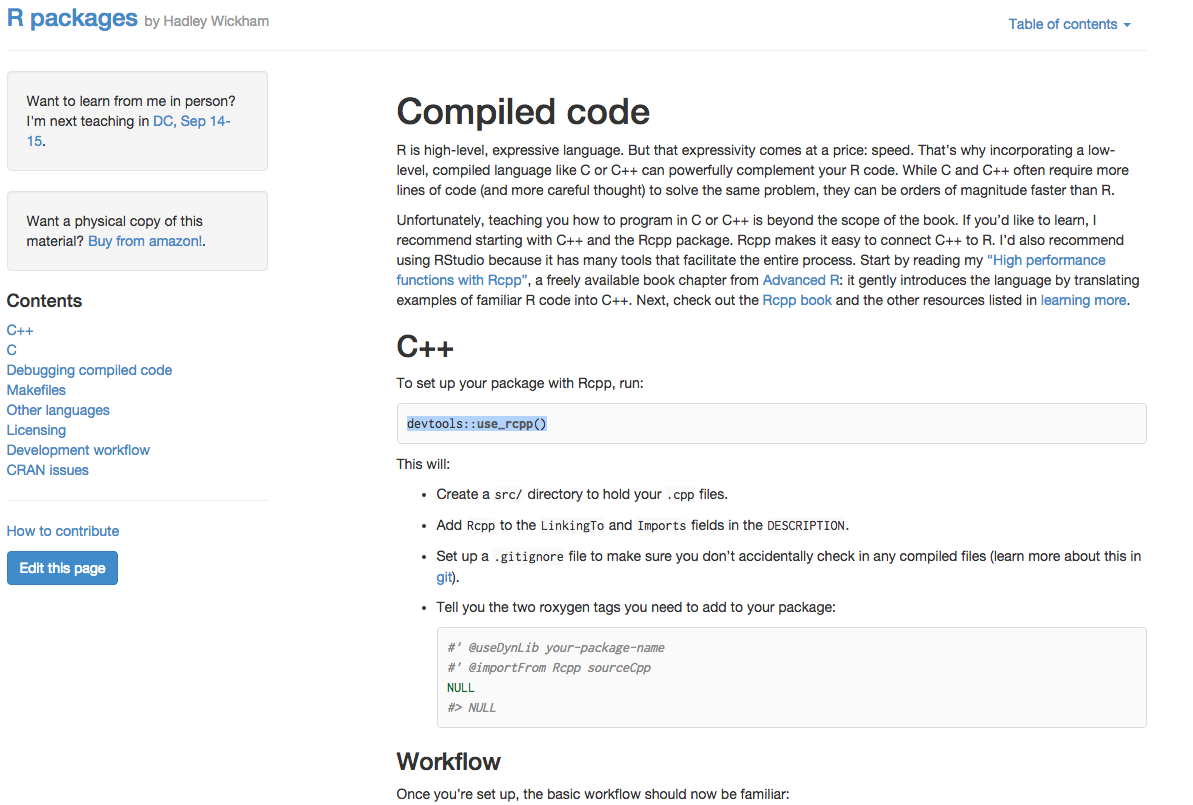 R packages by Hadley Wickham
Table of contents
Want to learn from me in person?
I'm next teaching in DC, Sep 14-
15.
Want a physical copy of this
material? Buy from amazon!.
Contents
C++
C
Debugging compiled code
Makefiles
Other languages
Licensing
Development workflow
CRAN issues
How to contribute
Edit this page
Compiled code
R is high-level, expressive language. But that expressivity comes at a price: speed. That’s why incorporating a low-
level, compiled language like C or C++ can powerfully complement your R code. While C and C++ often require more
lines of code (and more careful thought) to solve the same problem, they can be orders of magnitude faster than R.
Unfortunately, teaching you how to program in C or C++ is beyond the scope of the book. If you’d like to learn, I
recommend starting with C++ and the Rcpp package. Rcpp makes it easy to connect C++ to R. I’d also recommend
using RStudio because it has many tools that facilitate the entire process. Start by reading my “High performance
functions with Rcpp”, a freely available book chapter from Advanced R: it gently introduces the language by translating
examples of familiar R code into C++. Next, check out the Rcpp book and the other resources listed in learning more.
C++
To set up your package with Rcpp, run:
devtools::use_rcpp()
This will:
• Create a src/ directory to hold your .cpp files.
• Add Rcpp to the LinkingTo and Imports fields in the DESCRIPTION.
• Set up a .gitignore file to make sure you don’t accidentally check in any compiled files (learn more about this in
git).
• Tell you the two roxygen tags you need to add to your package:
#' @useDynLib your-package-name
#' @importFrom Rcpp sourceCpp
NULL
#> NULL
Workflow
Once you’re set up, the basic workflow should now be familiar: